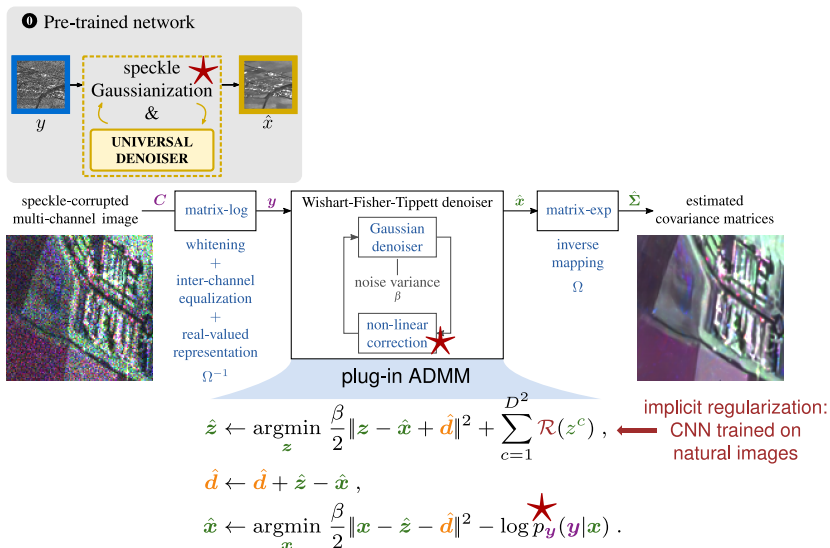 0 Pre-trained network
speckle
Gaussianization
&
UNIVERSAL
DENOISER
y
x̂
speckle-corrupted
multi-channel image
C
matrix-log
y
whitening
+
inter-channel
equalization
+
real-valued
representation
Ω⁻¹
Wishart-Fisher-Tippett denoiser
Gaussian
denoiser
noise variance
β
non-linear
correction
x̂
matrix-exp
Σ̂
inverse
mapping
Ω
estimated
covariance matrices
plug-in ADMM
ẑ ← argmin_z β/2 ‖z − x̂ + d̂‖² + ∑_{c=1}^{D²} R(z^c) ,
implicit regularization:
CNN trained on
natural images
d̂ ← d̂ + ẑ − x̂ ,
x̂ ← argmin_x β/2 ‖x − ẑ − d̂‖² − log p_y(y|x) .